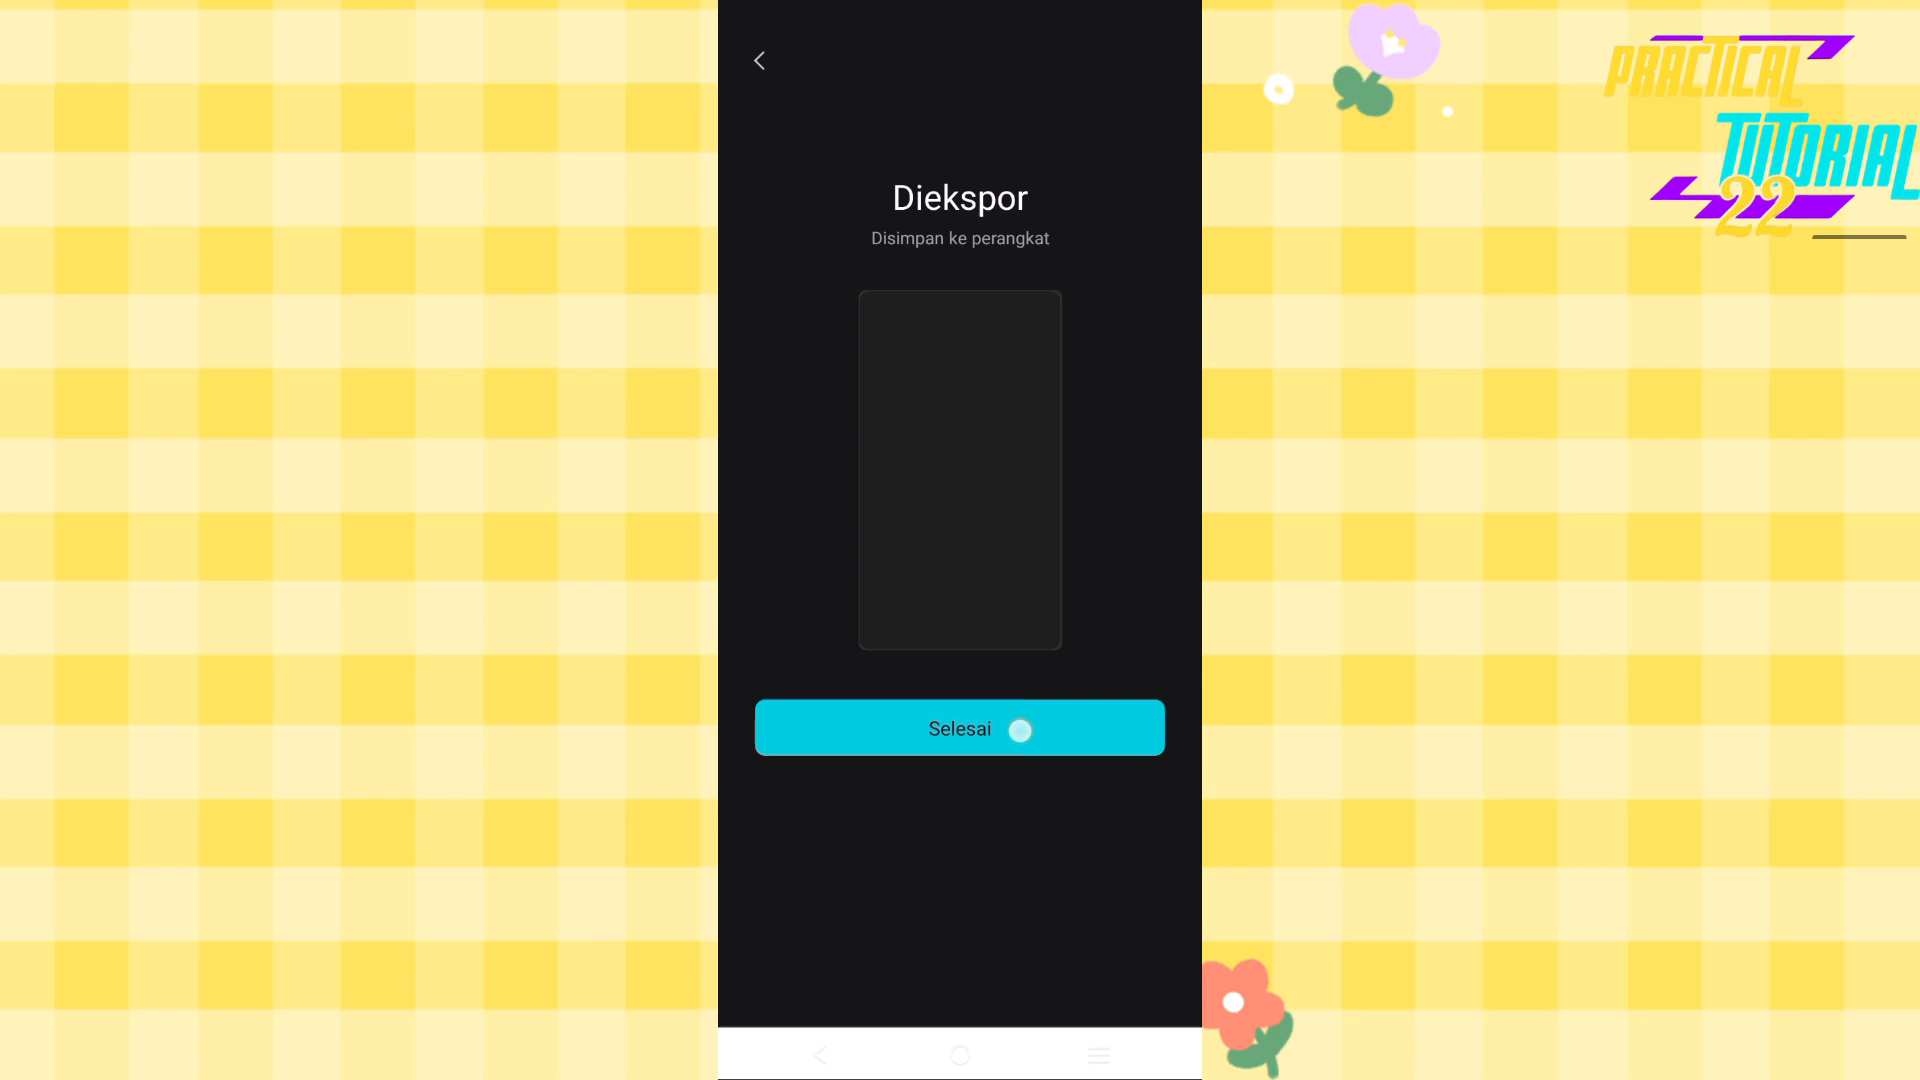 PRACTICAL
TUTORIAL
22
Diekspor
Disimpan ke perangkat
Selesai